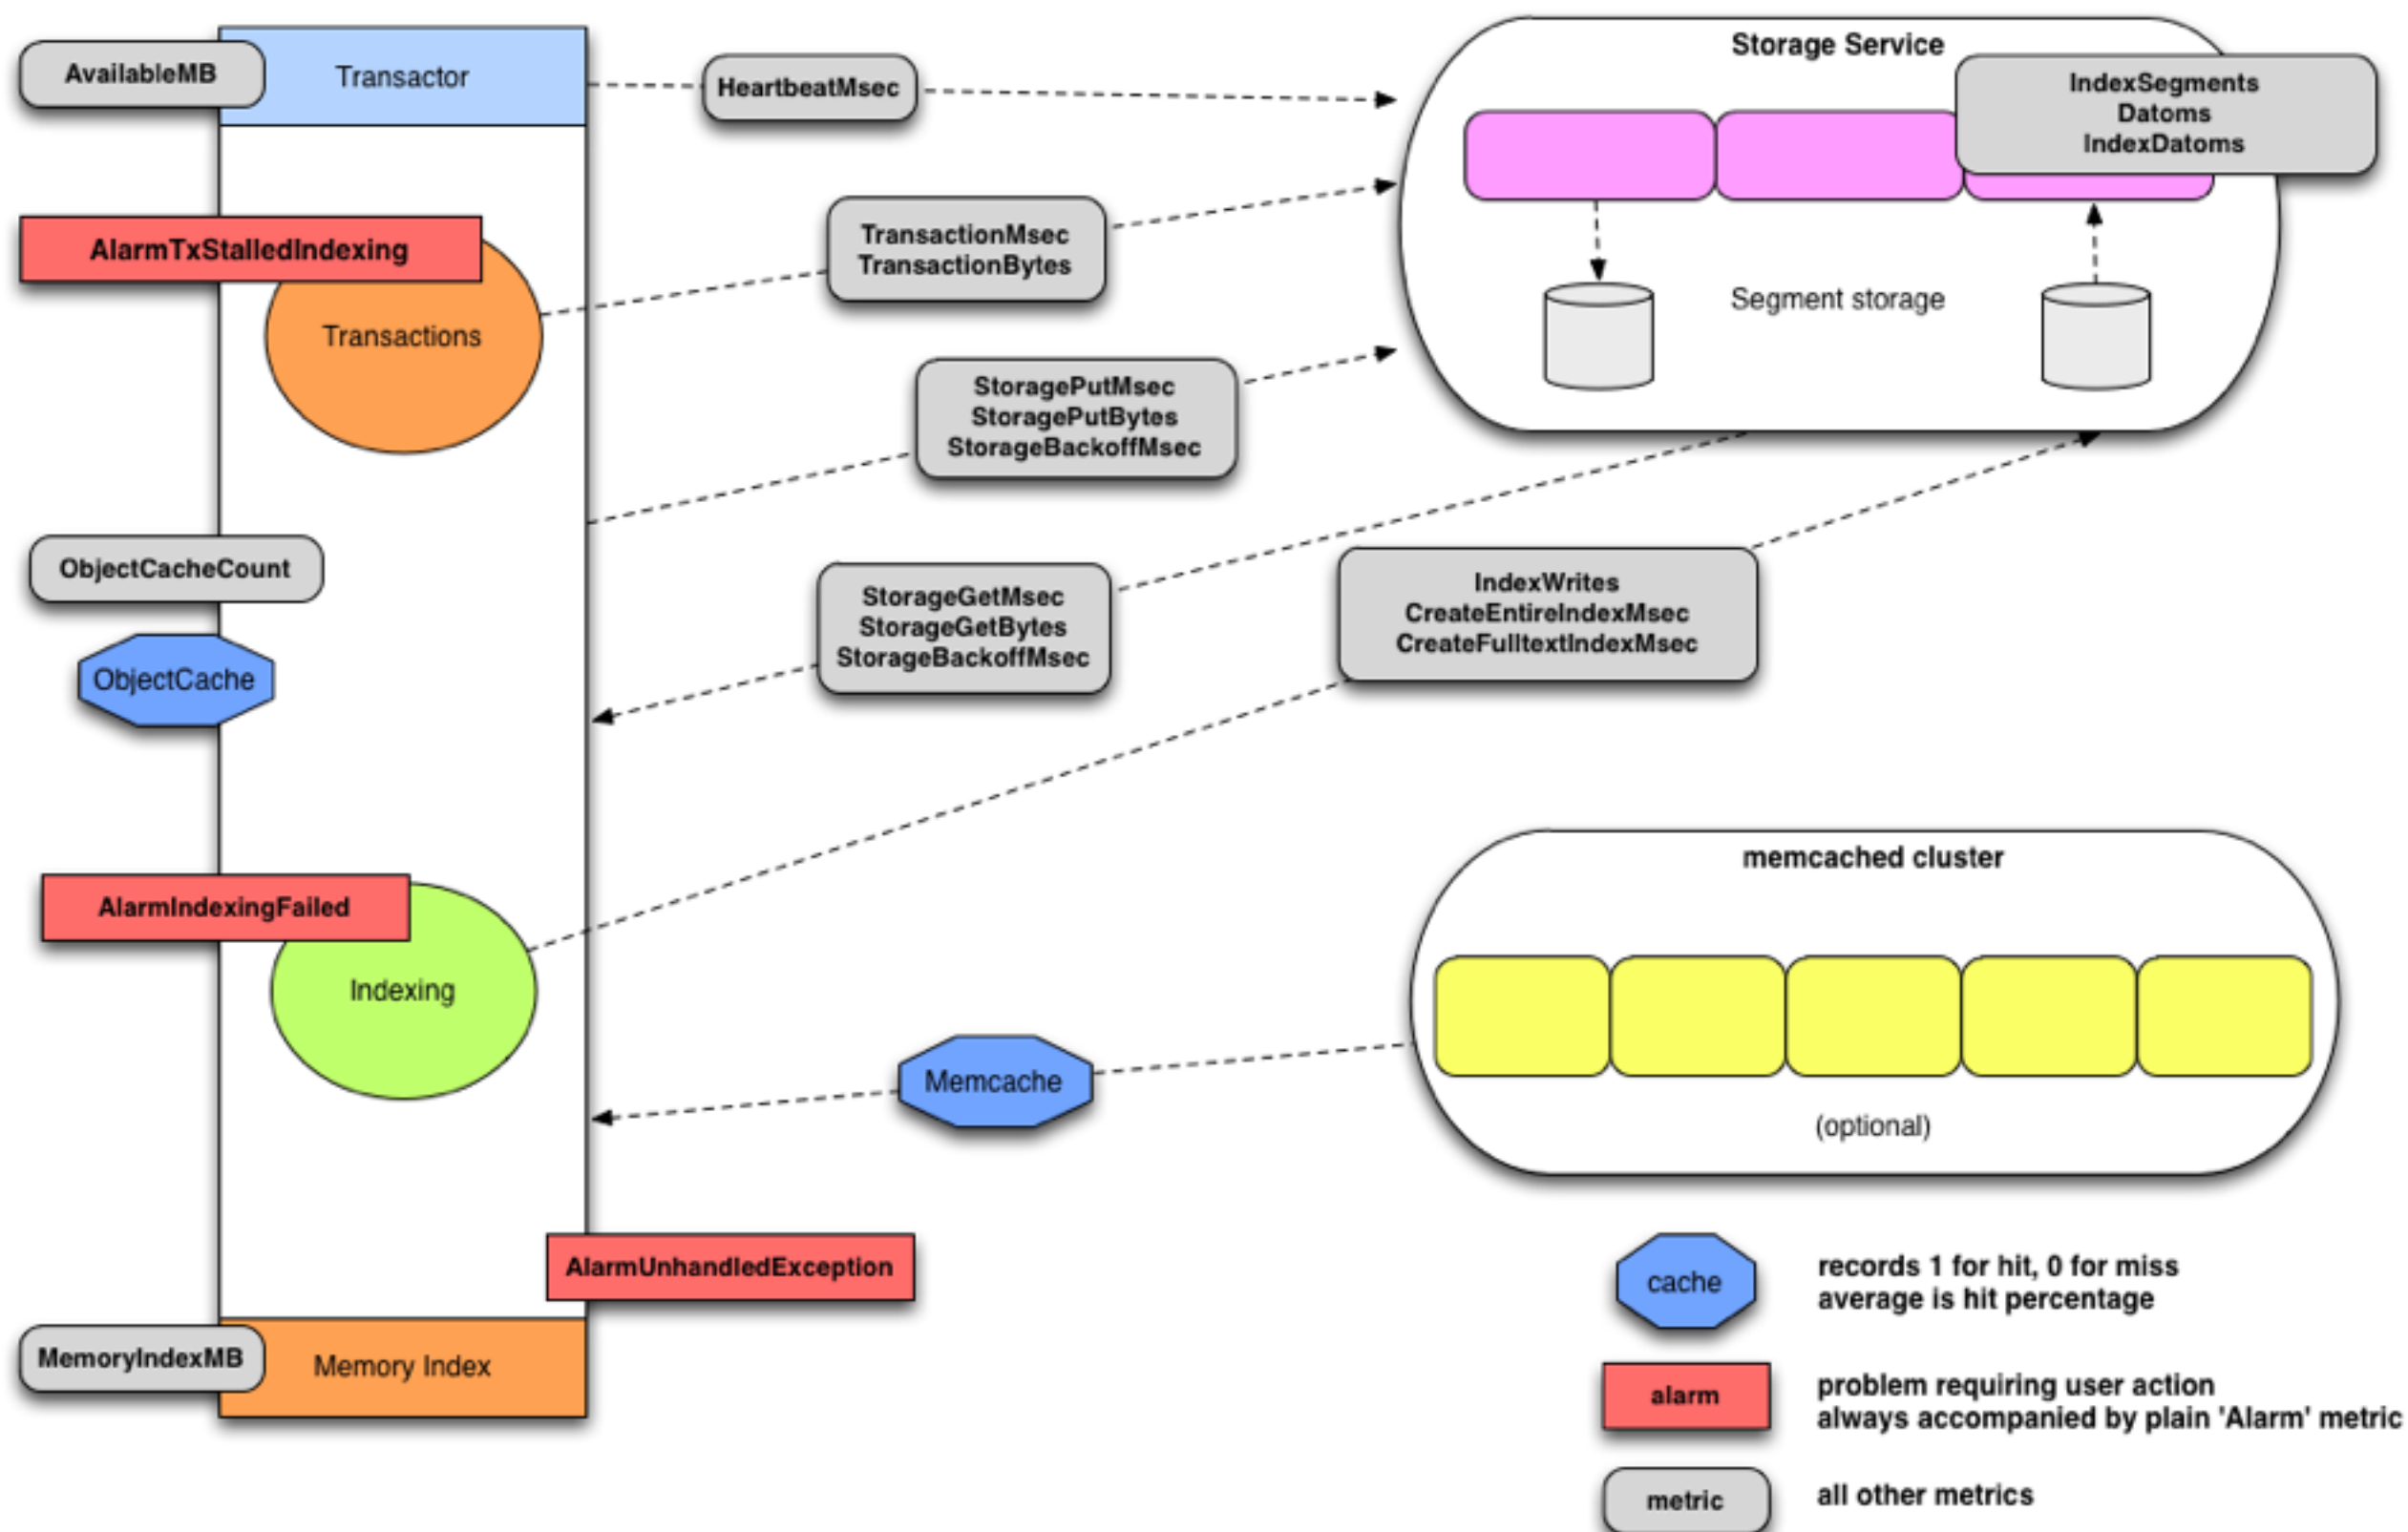 AvailableMB
Transactor
HeartbeatMsec
Storage Service
IndexSegments
Datoms
IndexDatoms
AlarmTxStalledIndexing
Transactions
TransactionMsec
TransactionBytes
Segment storage
StoragePutMsec
StoragePutBytes
StorageBackoffMsec
ObjectCacheCount
ObjectCache
StorageGetMsec
StorageGetBytes
StorageBackoffMsec
IndexWrites
CreateEntireIndexMsec
CreateFulltextIndexMsec
AlarmIndexingFailed
Indexing
memcached cluster
Memcache
(optional)
AlarmUnhandledException
MemoryIndexMB
Memory Index
cache
records 1 for hit, 0 for miss
average is hit percentage
alarm
problem requiring user action
always accompanied by plain 'Alarm' metric
metric
all other metrics